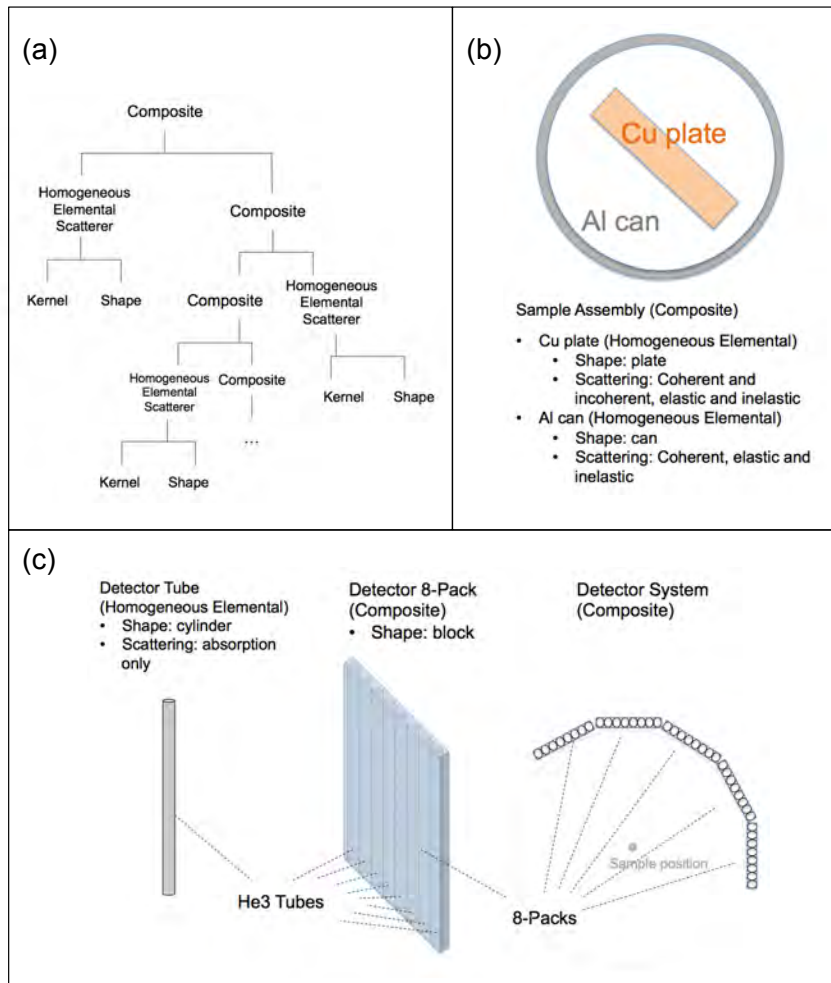 (a)
Composite
Homogeneous
Elemental
Scatterer
Composite
Kernel
Shape
Composite
Homogeneous
Elemental
Scatterer
Homogeneous
Elemental
Scatterer
Composite
Kernel
Shape
...
Kernel
Shape
(b)
Cu plate
Al can
Sample Assembly (Composite)
• Cu plate (Homogeneous Elemental)
• Shape: plate
• Scattering: Coherent and
incoherent, elastic and inelastic
• Al can (Homogeneous Elemental)
• Shape: can
• Scattering: Coherent, elastic and
inelastic
(c)
Detector Tube
(Homogeneous Elemental)
• Shape: cylinder
• Scattering: absorption
only
Detector 8-Pack
(Composite)
• Shape: block
Detector System
(Composite)
Sample position
He3 Tubes
8-Packs